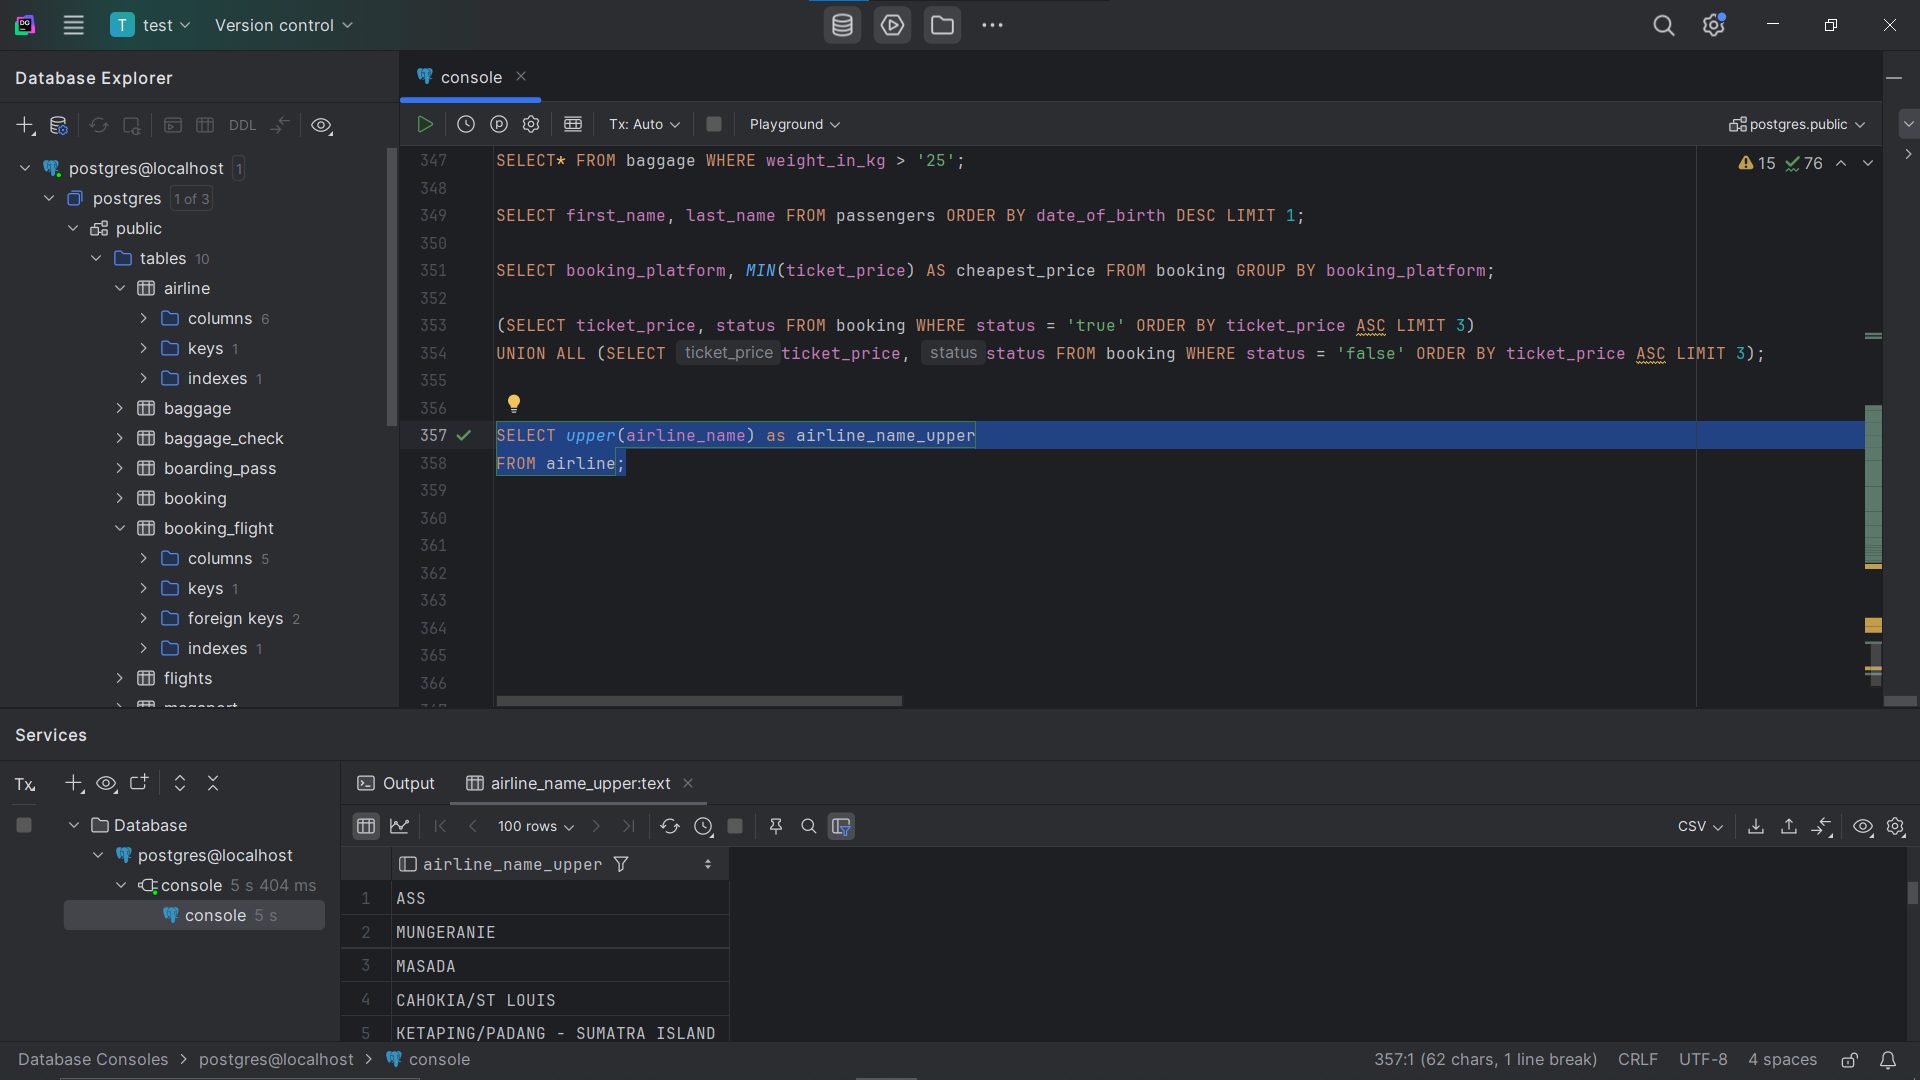 T test Version control
Database Explorer
console
DDL
Tx: Auto
Playground
postgres.public
postgres@localhost 1
postgres 1 of 3
public
tables 10
airline
columns 6
keys 1
indexes 1
baggage
baggage_check
boarding_pass
booking
booking_flight
columns 5
keys 1
foreign keys 2
indexes 1
flights
15 76
347 SELECT* FROM baggage WHERE weight_in_kg > '25';
348
349 SELECT first_name, last_name FROM passengers ORDER BY date_of_birth DESC LIMIT 1;
350
351 SELECT booking_platform, MIN(ticket_price) AS cheapest_price FROM booking GROUP BY booking_platform;
352
353 (SELECT ticket_price, status FROM booking WHERE status = 'true' ORDER BY ticket_price ASC LIMIT 3)
354 UNION ALL (SELECT ticket_price ticket_price, status status FROM booking WHERE status = 'false' ORDER BY ticket_price ASC LIMIT 3);
355
356
357 SELECT upper(airline_name) as airline_name_upper
358 FROM airline;
359
360
361
362
363
364
365
366
Services
Tx
Database
postgres@localhost
console 5 s 404 ms
console 5 s
Output
airline_name_upper:text
100 rows
CSV
airline_name_upper
1 ASS
2 MUNGERANIE
3 MASADA
4 CAHOKIA/ST LOUIS
5 KETAPING/PADANG - SUMATRA ISLAND
Database Consoles > postgres@localhost > console
357:1 (62 chars, 1 line break) CRLF UTF-8 4 spaces